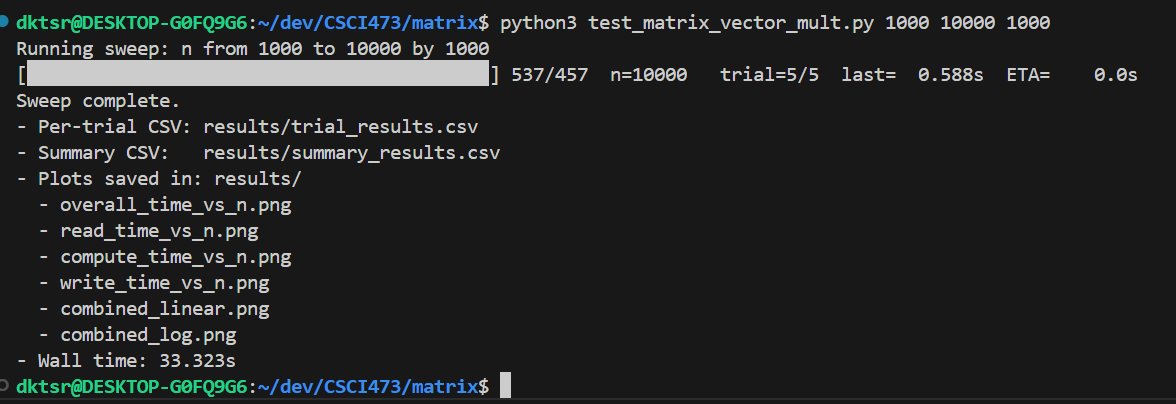 dktsr@DESKTOP-G0FQ9G6:~/dev/CSCI473/matrix$ python3 test_matrix_vector_mult.py 1000 10000 1000
Running sweep: n from 1000 to 10000 by 1000
[                                        ] 537/457  n=10000   trial=5/5  last=  0.588s  ETA=    0.0s
Sweep complete.
- Per-trial CSV: results/trial_results.csv
- Summary CSV:   results/summary_results.csv
- Plots saved in: results/
  - overall_time_vs_n.png
  - read_time_vs_n.png
  - compute_time_vs_n.png
  - write_time_vs_n.png
  - combined_linear.png
  - combined_log.png
- Wall time: 33.323s
dktsr@DESKTOP-G0FQ9G6:~/dev/CSCI473/matrix$